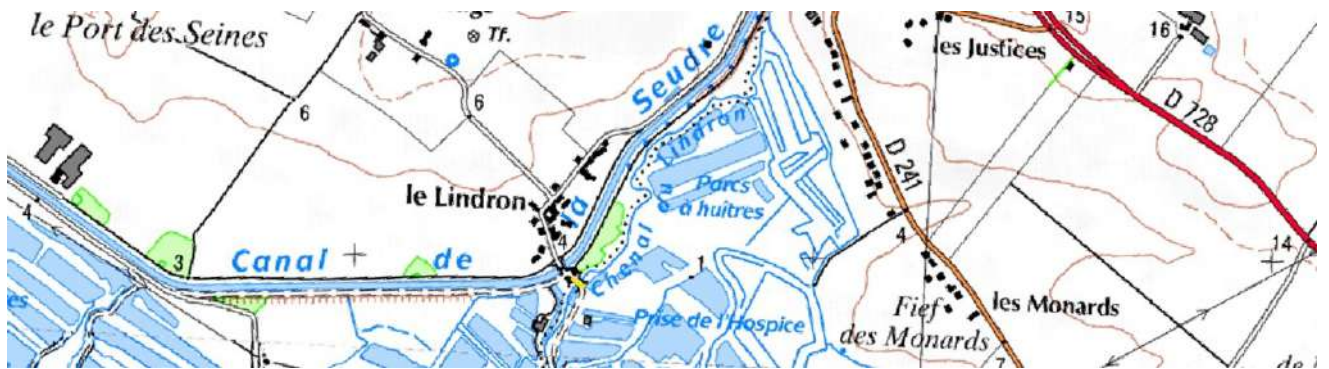 le Port des Seines
Tf.
6
6
Seudre
la
de
Canal
le Lindron
4
4
3
Chenal
du
Lindron
Parcs
à huîtres
1
Prise de l'Hospice
D 241
4
les Justices
15
16
D 728
14
les Monards
Fief
des Monards
7